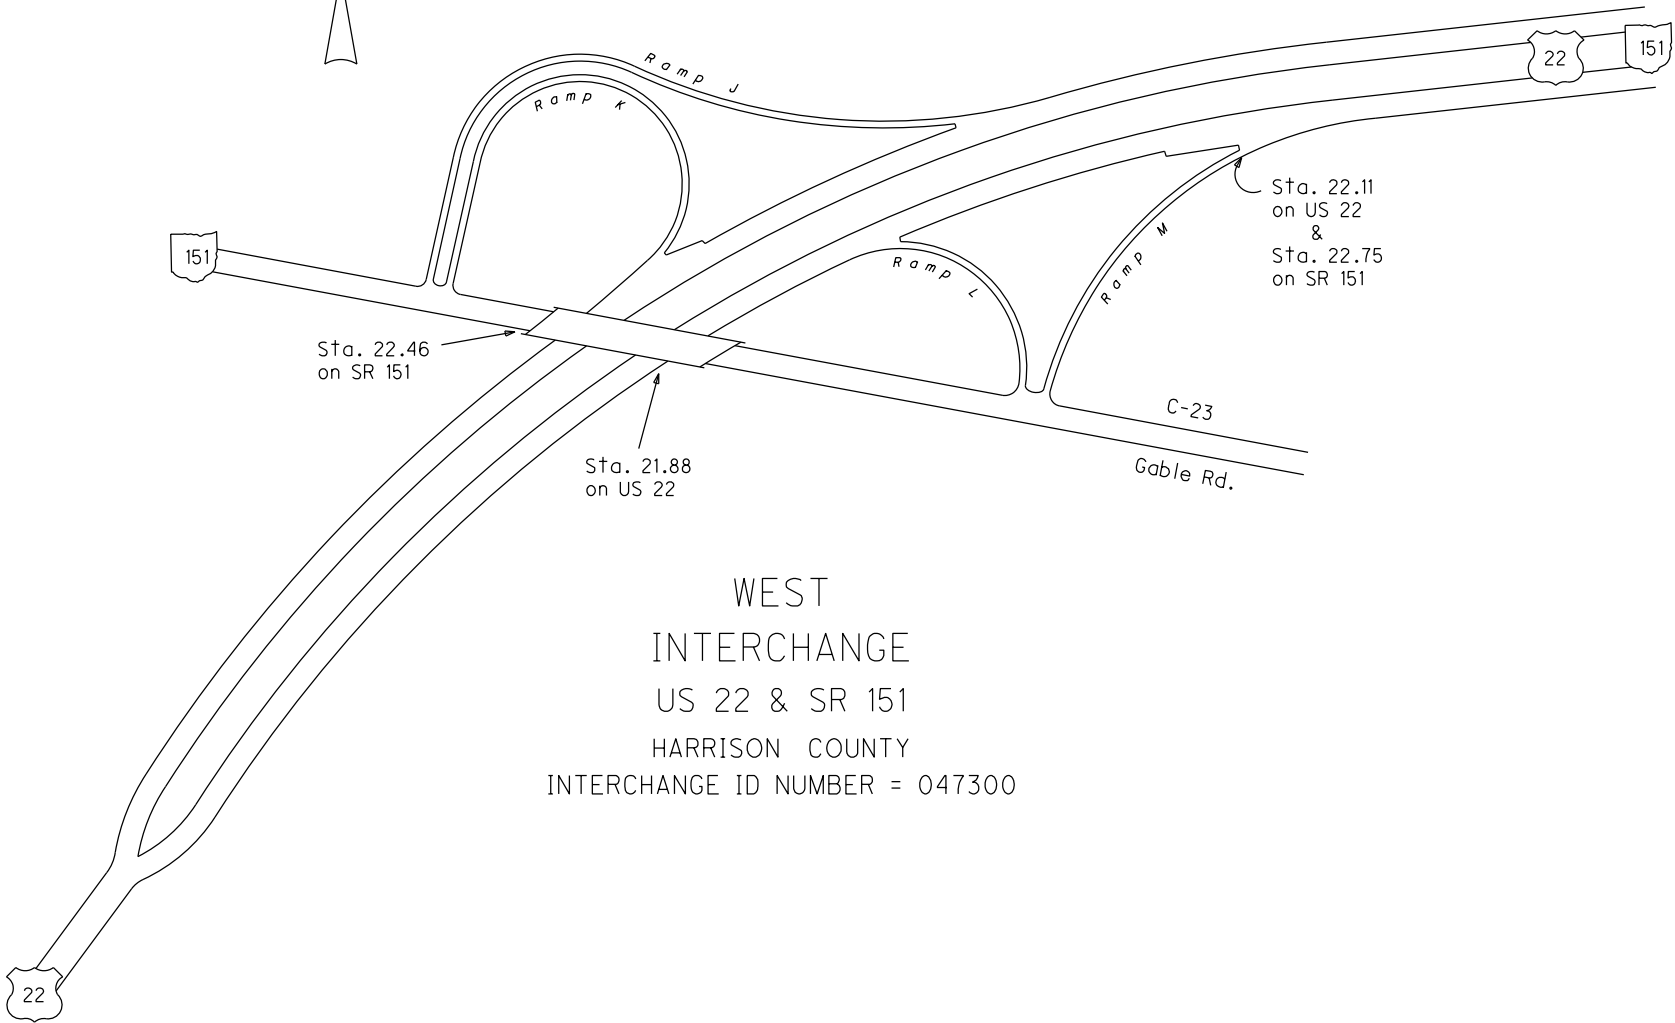 22
151
Ramp J
Ramp K
151
Sta. 22.11
on US 22
&
Sta. 22.75
on SR 151
Ramp M
Ramp L
Sta. 22.46
on SR 151
C-23
Gable Rd.
Sta. 21.88
on US 22
WEST
INTERCHANGE
US 22 & SR 151
HARRISON COUNTY
INTERCHANGE ID NUMBER = 047300
22